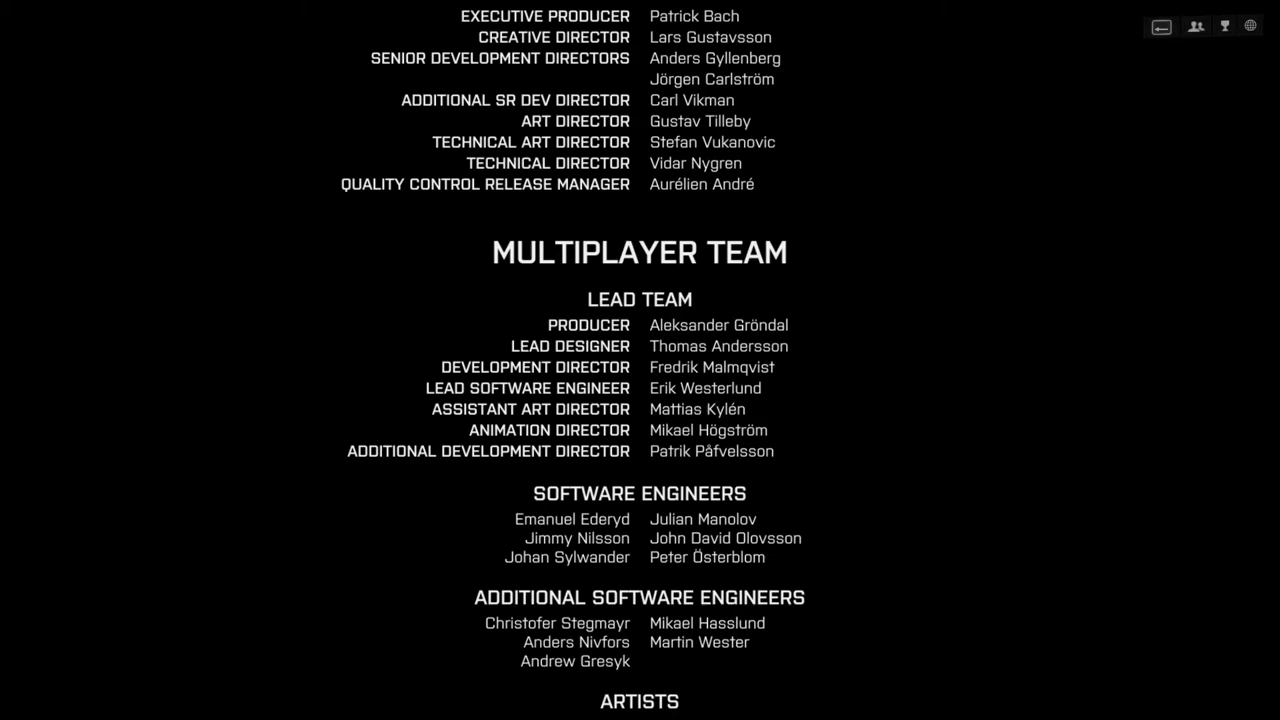 EXECUTIVE PRODUCER Patrick Bach
CREATIVE DIRECTOR Lars Gustavsson
SENIOR DEVELOPMENT DIRECTORS Anders Gyllenberg
Jörgen Carlström
ADDITIONAL SR DEV DIRECTOR Carl Vikman
ART DIRECTOR Gustav Tilleby
TECHNICAL ART DIRECTOR Stefan Vukanovic
TECHNICAL DIRECTOR Vidar Nygren
QUALITY CONTROL RELEASE MANAGER Aurélien André
MULTIPLAYER TEAM
LEAD TEAM
PRODUCER Aleksander Gröndal
LEAD DESIGNER Thomas Andersson
DEVELOPMENT DIRECTOR Fredrik Malmqvist
LEAD SOFTWARE ENGINEER Erik Westerlund
ASSISTANT ART DIRECTOR Mattias Kylén
ANIMATION DIRECTOR Mikael Högström
ADDITIONAL DEVELOPMENT DIRECTOR Patrik Påfvelsson
SOFTWARE ENGINEERS
Emanuel Ederyd Julian Manolov
Jimmy Nilsson John David Olovsson
Johan Sylwander Peter Österblom
ADDITIONAL SOFTWARE ENGINEERS
Christofer Stegmayr Mikael Hasslund
Anders Nivfors Martin Wester
Andrew Gresyk
ARTISTS